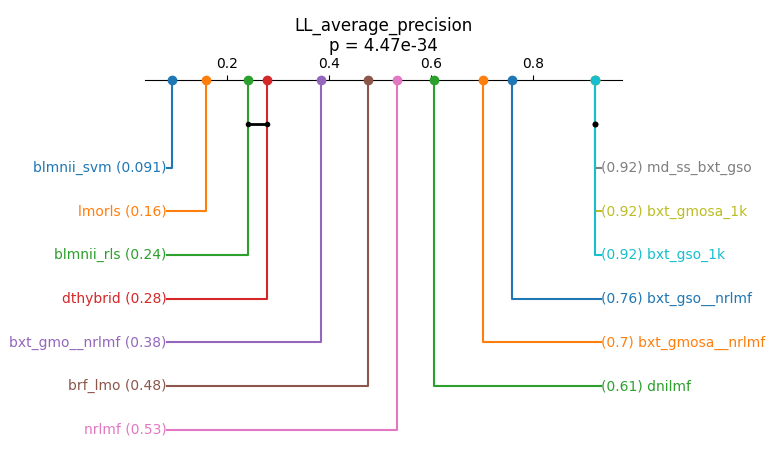 LL_average_precision
p = 4.47e-34
0.2 0.4 0.6 0.8
blmnii_svm (0.091)
(0.92) md_ss_bxt_gso
lmorls (0.16)
(0.92) bxt_gmosa_1k
blmnii_rls (0.24)
(0.92) bxt_gso_1k
dthybrid (0.28)
(0.76) bxt_gso__nrlmf
bxt_gmo__nrlmf (0.38)
(0.7) bxt_gmosa__nrlmf
brf_lmo (0.48)
(0.61) dnilmf
nrlmf (0.53)